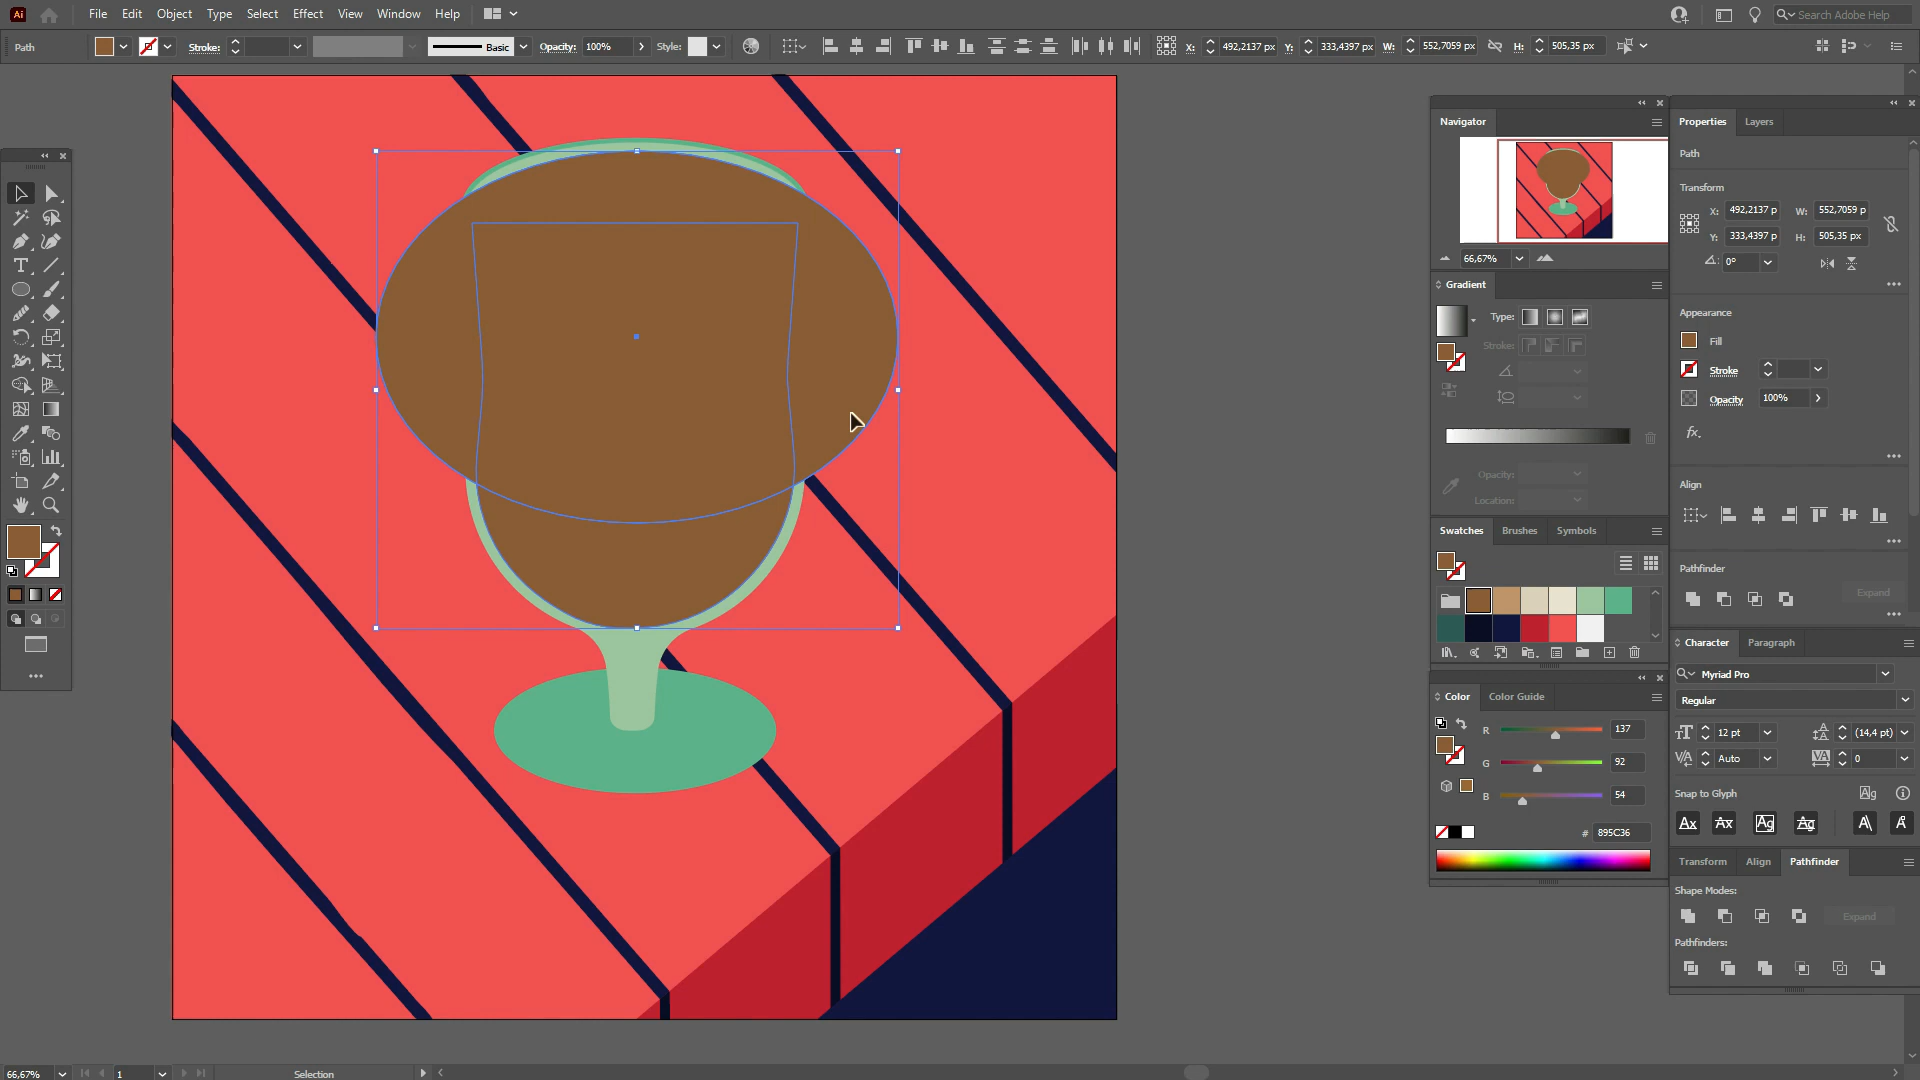 Ai File Edit Object Type Select Effect View Window Help Search Adobe Help
Path Stroke: Basic Opacity: 100% Style: X: 492,2137 px Y: 333,4397 px W: 552,7059 px H: 505,35 px
Navigator
66,67%
Gradient
Type:
Stroke:
Opacity:
Location:
Swatches Brushes Symbols
Color Color Guide
R 137
G 92
B 54
# 895C36
Properties Layers
Path
Transform
X: 492,2137 p W: 552,7059 p
Y: 333,4397 p H: 505,35 px
0°
Appearance
Fill
Stroke
Opacity 100%
fx.
Align
Pathfinder
Expand
Character Paragraph
Myriad Pro
Regular
12 pt (14,4 pt)
Auto 0
Snap to Glyph
Transform Align Pathfinder
Shape Modes:
Expand
Pathfinders:
66,67% 1 Selection